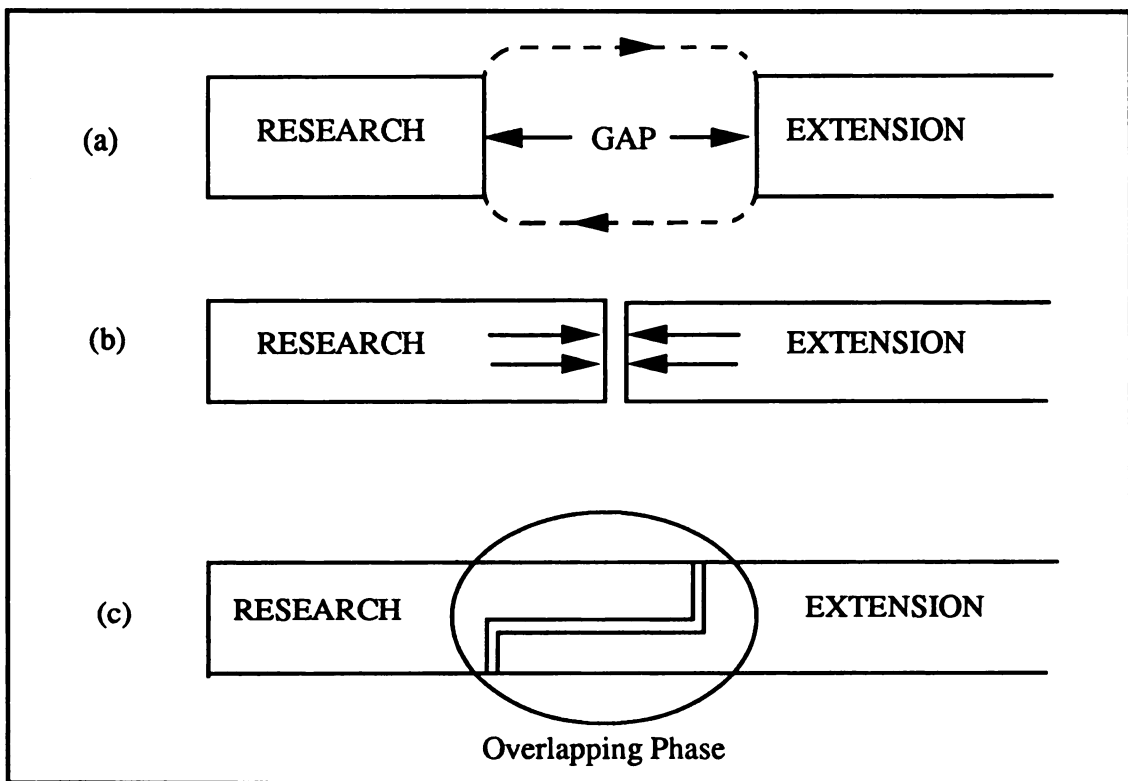 (a) RESEARCH GAP EXTENSION
(b) RESEARCH EXTENSION
(c) RESEARCH EXTENSION
Overlapping Phase